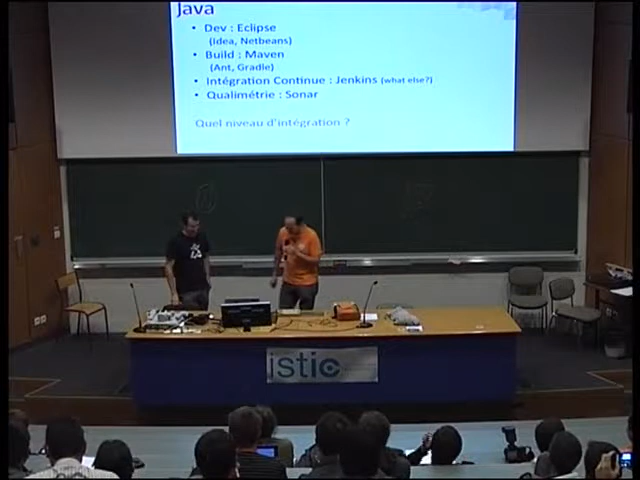 Java
• Dev : Eclipse
(Idea, Netbeans)
• Build : Maven
(Ant, Gradle)
• Intégration Continue : Jenkins (what else?)
• Qualimétrie : Sonar
Quel niveau d'intégration ?
istic